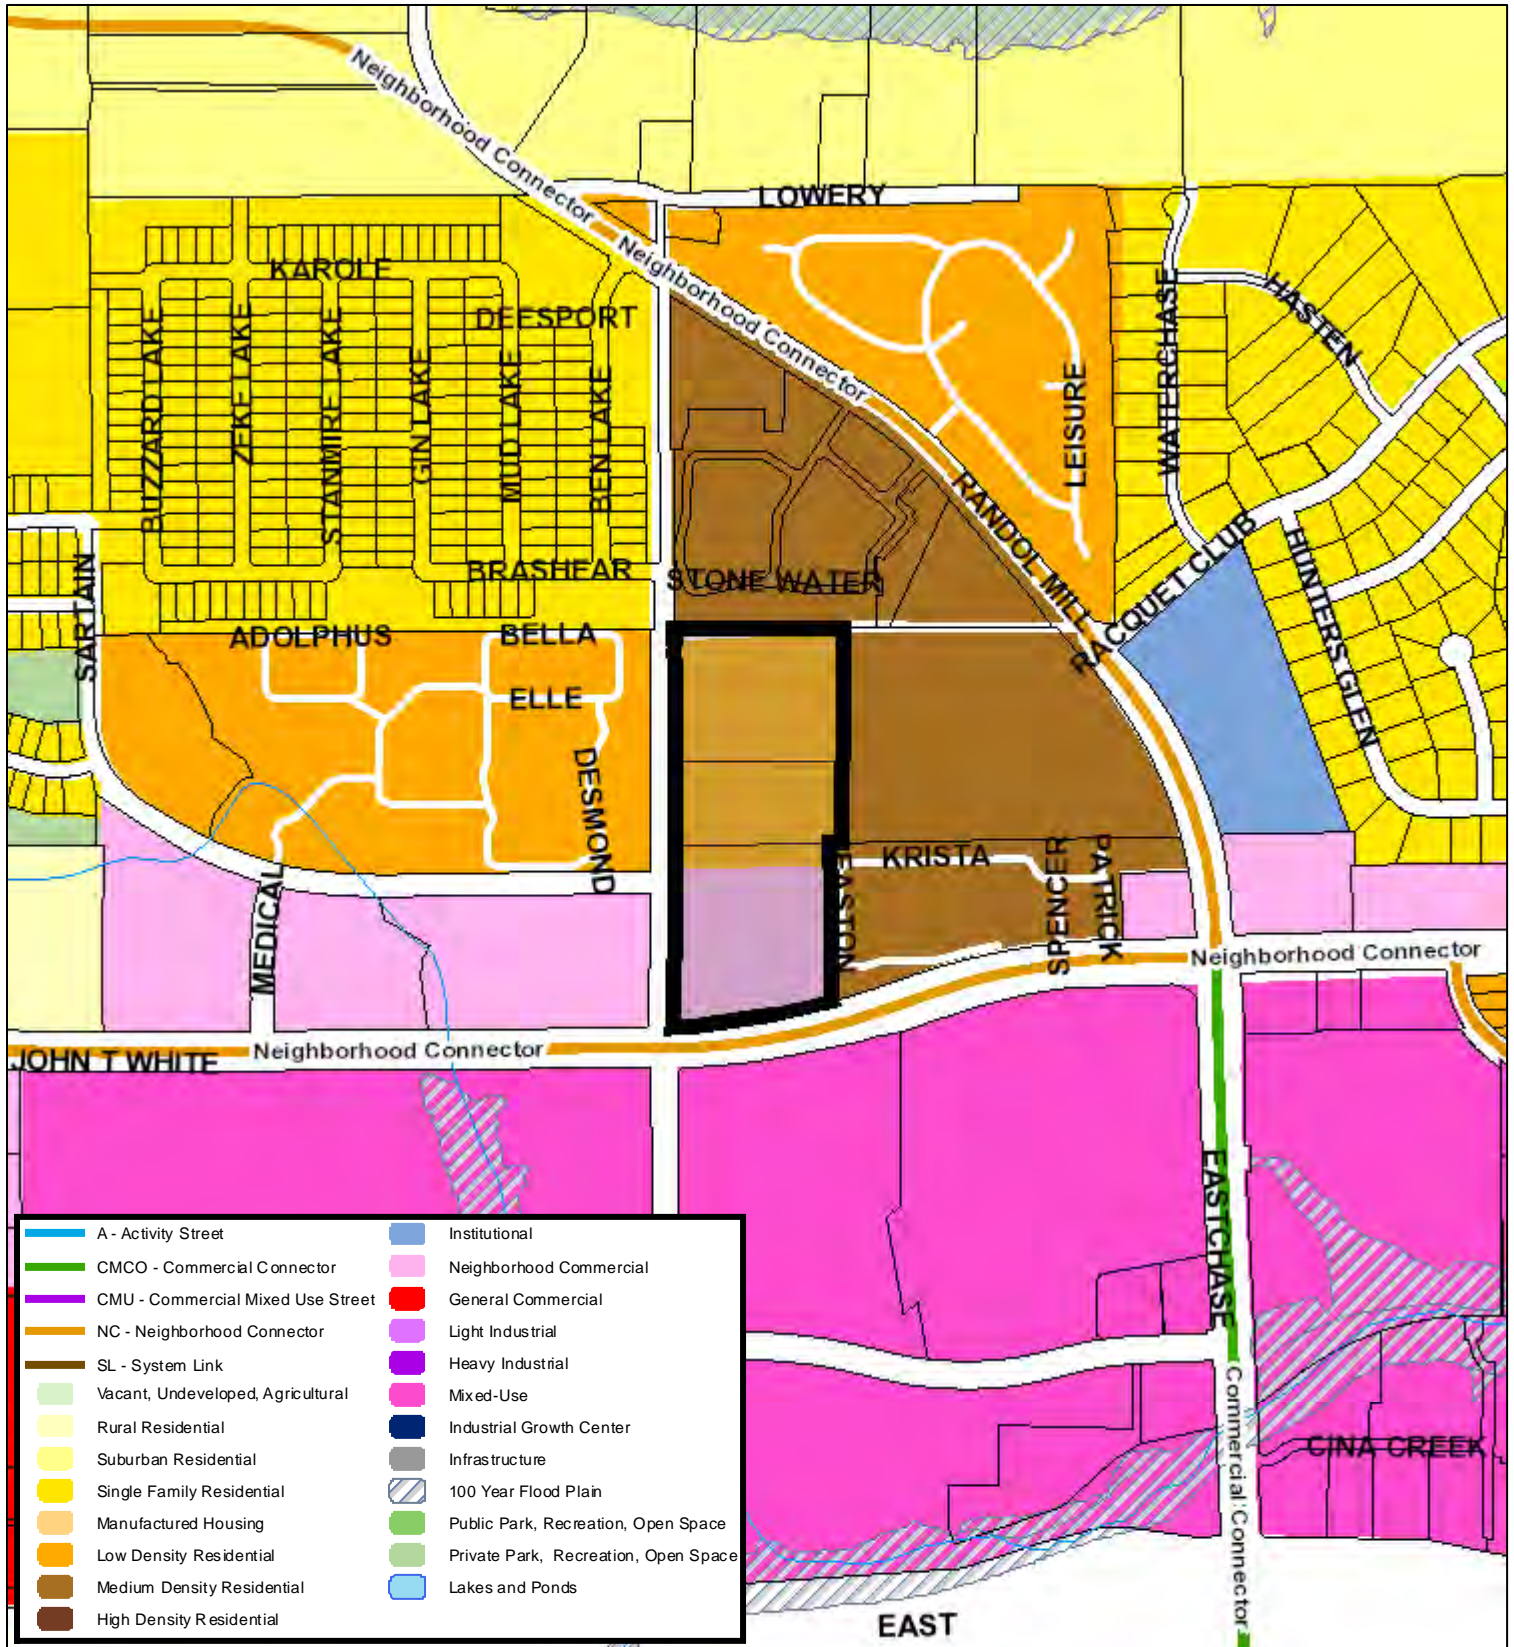 Neighborhood Connector
LOWERY
Neighborhood Connector
KAROLE
DEESPORT
HASTEN
WATERCHASE
BUZZARD LAKE
ZEKE LAKE
STANMIRE LAKE
GIN LAKE
MUD LAKE
BEN LAKE
LEISURE
RANDOL MILL
RACQUET CLUB
HUNTERS GLEN
BRASHEAR
STONE WATER
SARTAIN
ADOLPHUS
BELLA
ELLE
DESMOND
MEDICAL
EASTON
KRISTA
SPENCER
PATRICK
Neighborhood Connector
JOHN T WHITE
Neighborhood Connector
EASTCHASE
Commercial Connector
CINA CREEK
EAST
A - Activity Street
CMCO - Commercial Connector
CMU - Commercial Mixed Use Street
NC - Neighborhood Connector
SL - System Link
Vacant, Undeveloped, Agricultural
Rural Residential
Suburban Residential
Single Family Residential
Manufactured Housing
Low Density Residential
Medium Density Residential
High Density Residential
Institutional
Neighborhood Commercial
General Commercial
Light Industrial
Heavy Industrial
Mixed-Use
Industrial Growth Center
Infrastructure
100 Year Flood Plain
Public Park, Recreation, Open Space
Private Park, Recreation, Open Space
Lakes and Ponds